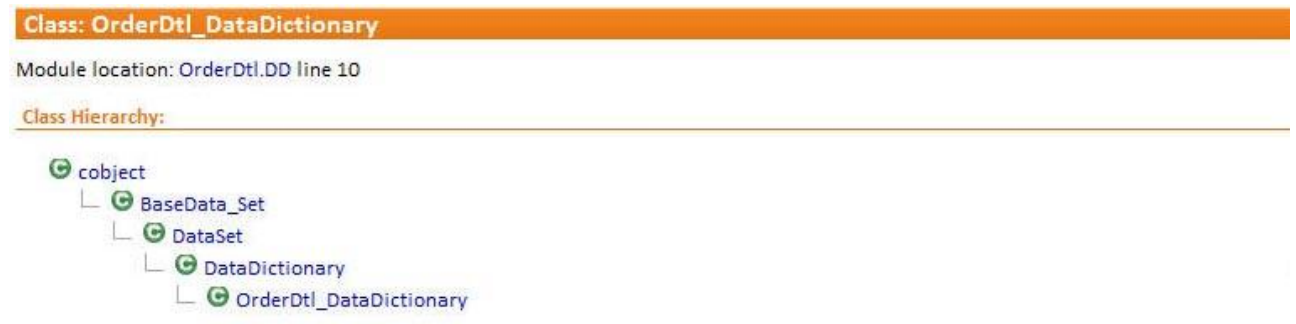 Class: OrderDtl_DataDictionary
Module location: OrderDtl.DD line 10
Class Hierarchy:
C cobject
C BaseData_Set
C DataSet
C DataDictionary
C OrderDtl_DataDictionary